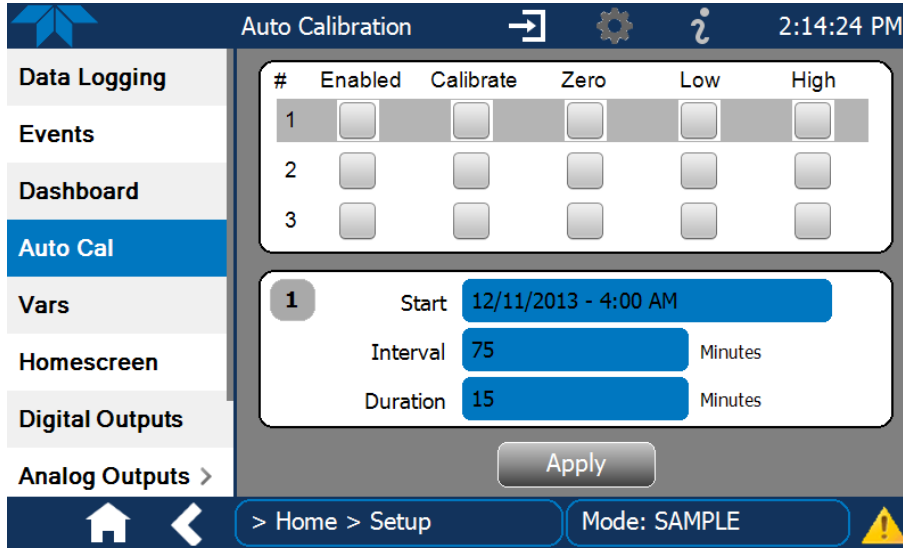 Auto Calibration 2:14:24 PM
Data Logging
Events
Dashboard
Auto Cal
Vars
Homescreen
Digital Outputs
Analog Outputs >
# Enabled Calibrate Zero Low High
1
2
3
1
Start 12/11/2013 - 4:00 AM
Interval 75 Minutes
Duration 15 Minutes
Apply
> Home > Setup Mode: SAMPLE